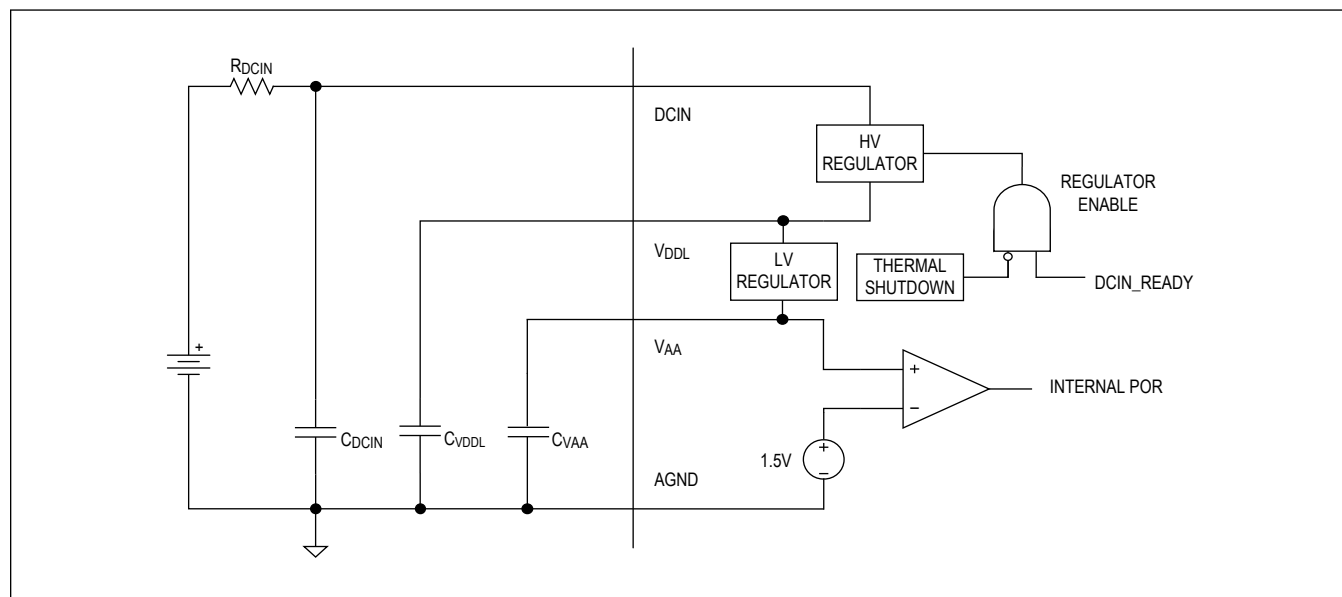 RDCIN
DCIN
HV
REGULATOR
REGULATOR
ENABLE
VDDL
LV
REGULATOR
THERMAL
SHUTDOWN
DCIN_READY
VAA
+
+
−
INTERNAL POR
CDCIN
CVDDL
CVAA
1.5V
+
−
AGND